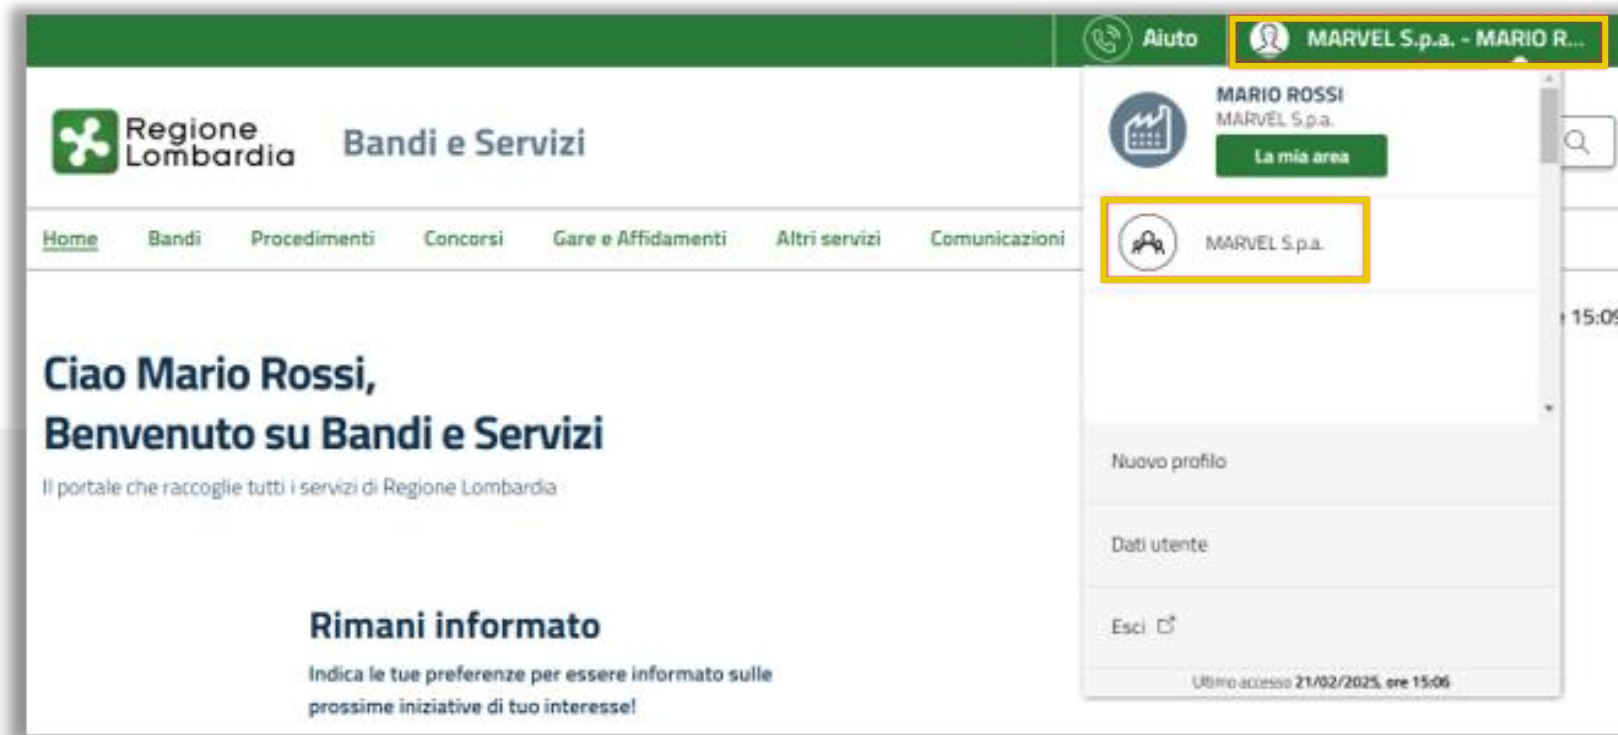 Aiuto
MARVEL S.p.a. - MARIO R...
Regione
Lombardia
Bandi e Servizi
MARIO ROSSI
MARVEL S.p.a.
La mia area
Home
Bandi
Procedimenti
Concorsi
Gare e Affidamenti
Altri servizi
Comunicazioni
MARVEL S.p.a.
15:09
Ciao Mario Rossi,
Benvenuto su Bandi e Servizi
Il portale che raccoglie tutti i servizi di Regione Lombardia
Nuovo profilo
Dati utente
Esci
Ultimo accesso 21/02/2025, ore 15:06
Rimani informato
Indica le tue preferenze per essere informato sulle
prossime iniziative di tuo interesse!